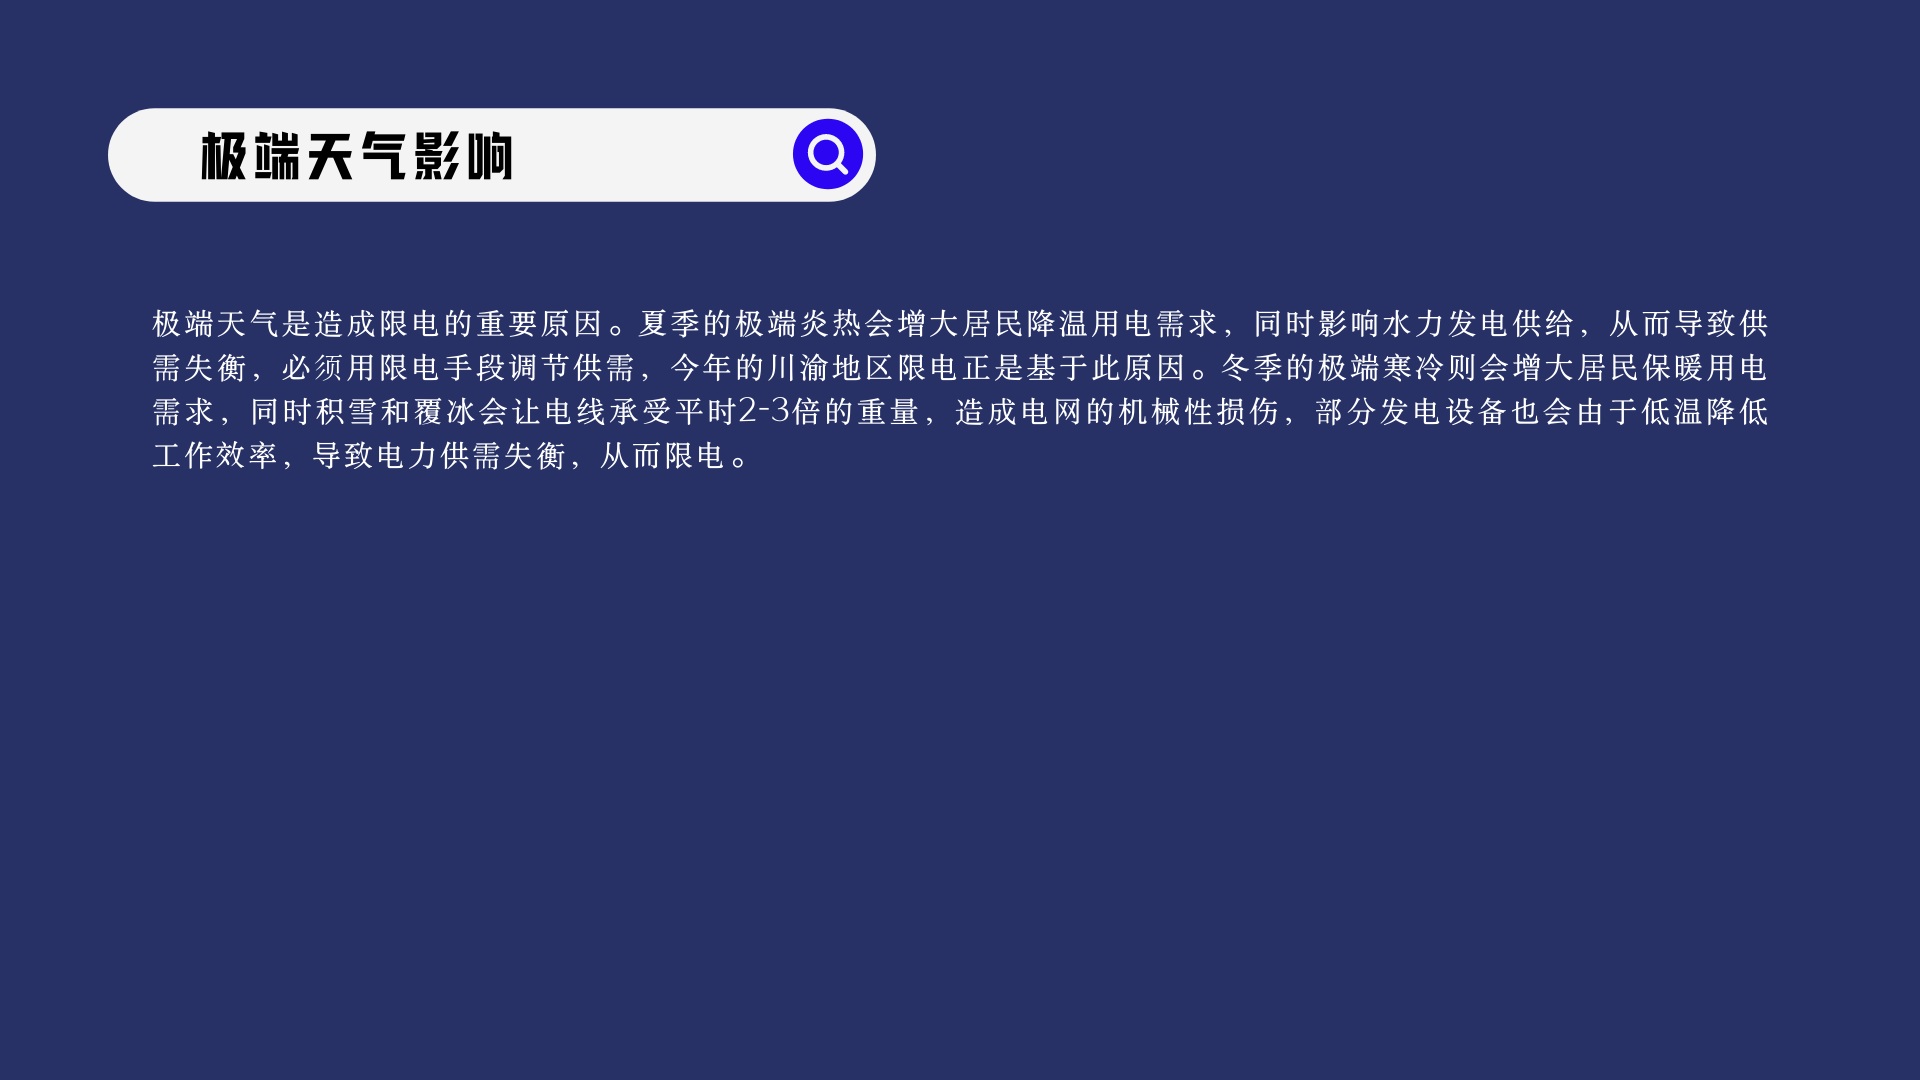 极端天气影响
极端天气是造成限电的重要原因。夏季的极端炎热会增大居民降温用电需求，同时影响水力发电供给，从而导致供
需失衡，必须用限电手段调节供需，今年的川渝地区限电正是基于此原因。冬季的极端寒冷则会增大居民保暖用电
需求，同时积雪和覆冰会让电线承受平时2-3倍的重量，造成电网的机械性损伤，部分发电设备也会由于低温降低
工作效率，导致电力供需失衡，从而限电。